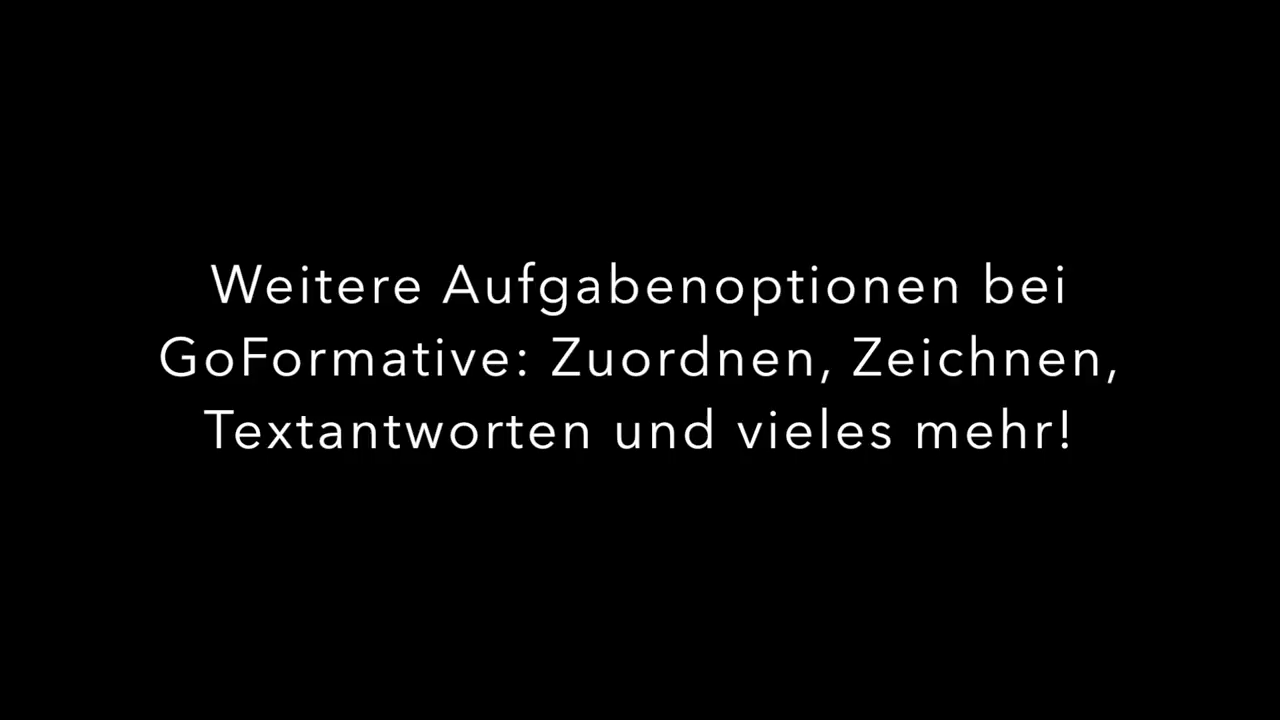 Weitere Aufgabenoptionen bei
GoFormative: Zuordnen, Zeichnen,
Textantworten und vieles mehr!